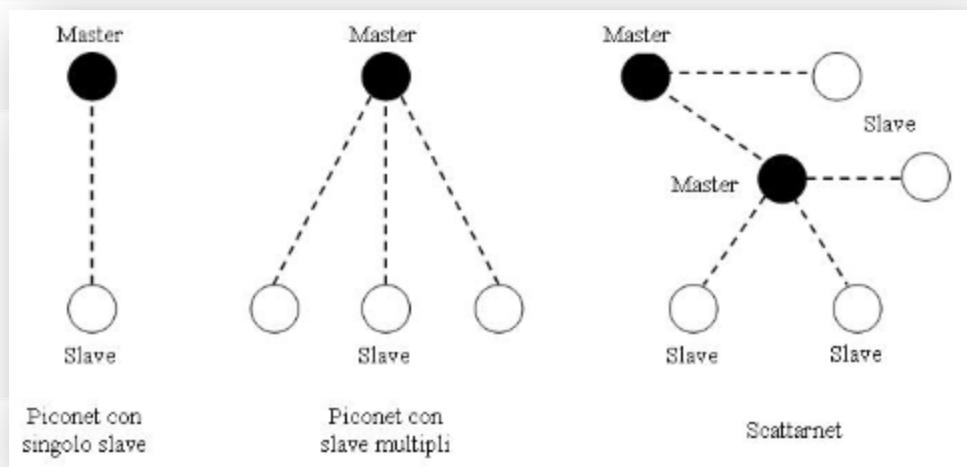 Master
Master
Master
Slave
Master
Slave
Slave
Slave
Slave
Piconet con
singolo slave
Piconet con
slave multipli
Scattarnet